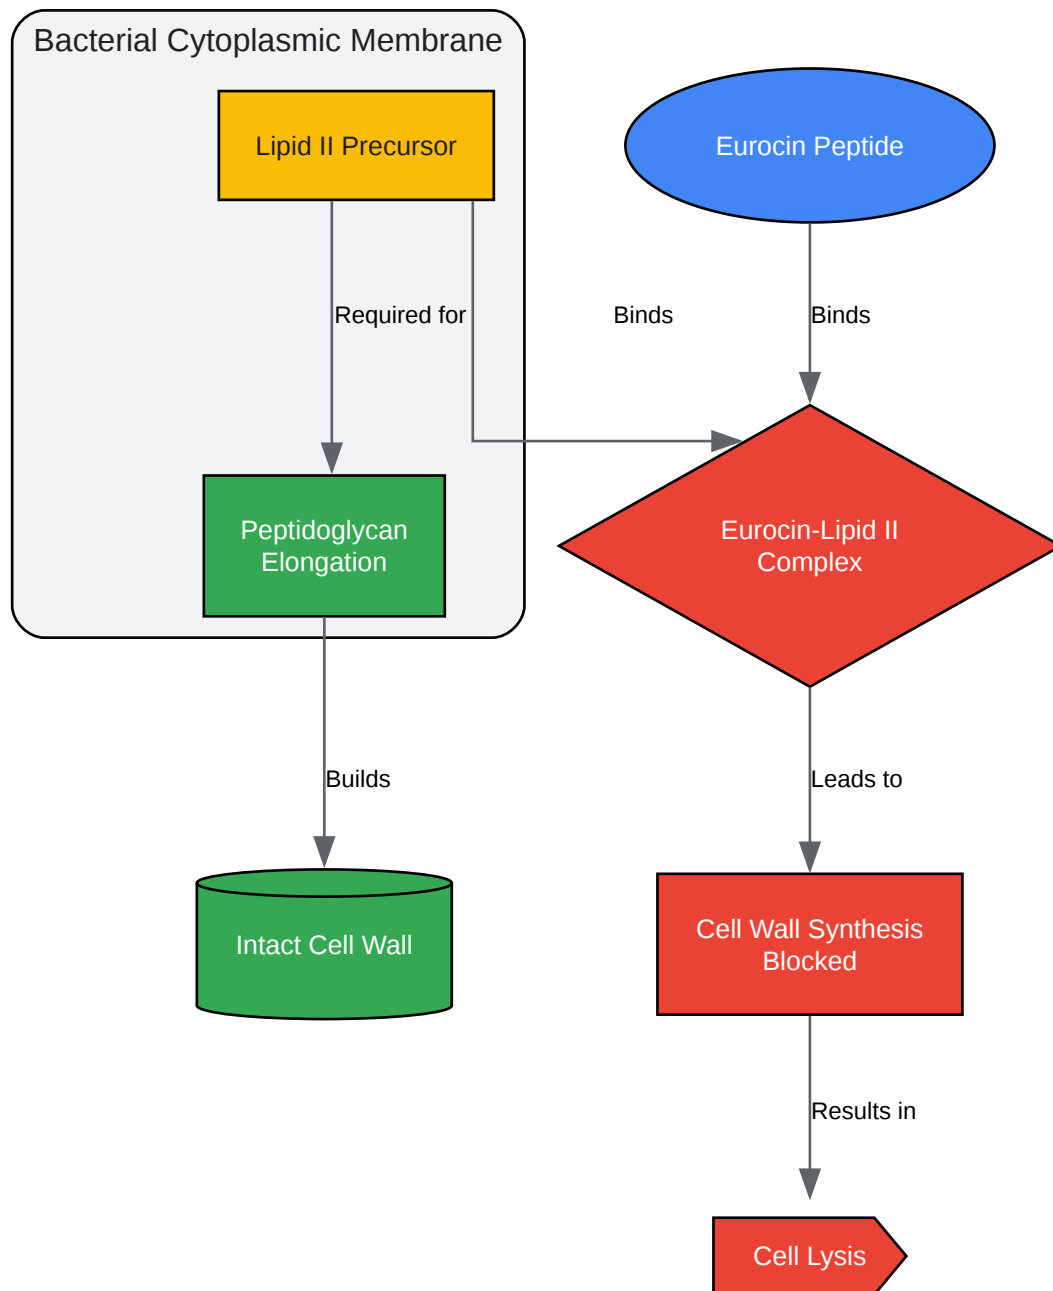 Bacterial Cytoplasmic Membrane
Lipid II Precursor
Eurocin Peptide
Required for
Binds
Binds
Peptidoglycan
Elongation
Eurocin-Lipid II
Complex
Builds
Leads to
Intact Cell Wall
Cell Wall Synthesis
Blocked
Results in
Cell Lysis